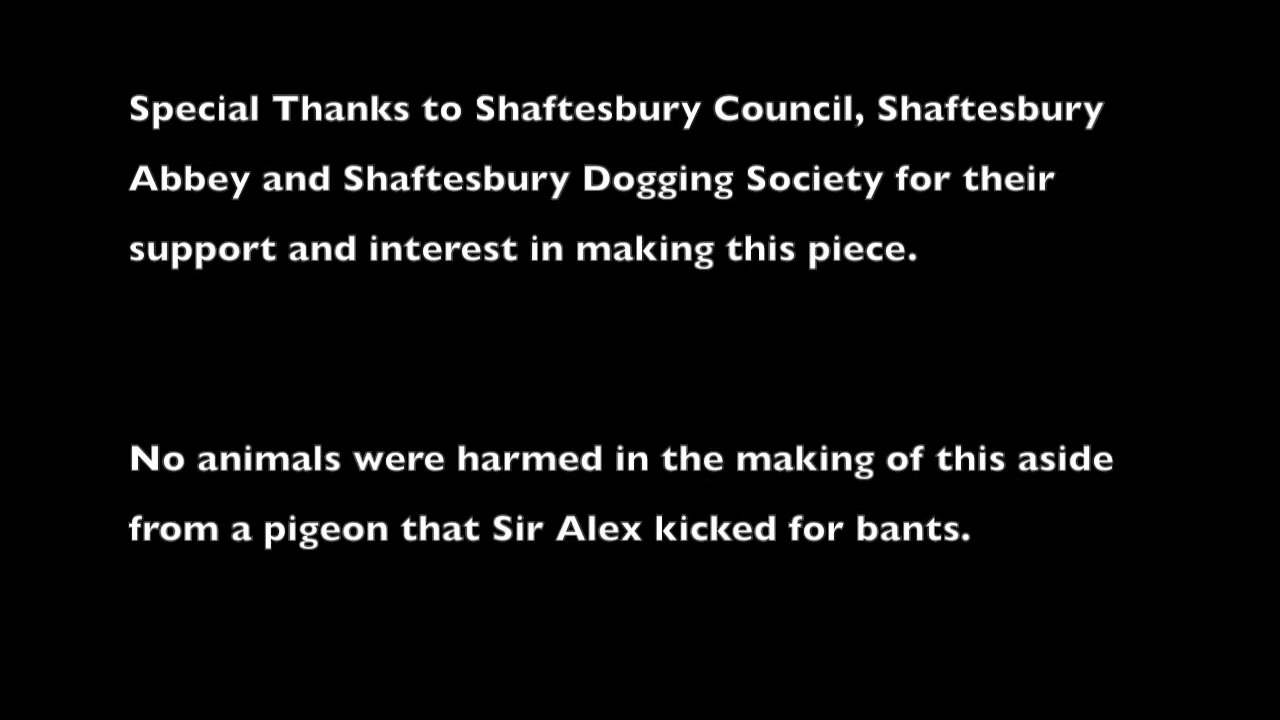 Special Thanks to Shaftesbury Council, Shaftesbury
Abbey and Shaftesbury Dogging Society for their
support and interest in making this piece.
No animals were harmed in the making of this aside
from a pigeon that Sir Alex kicked for bants.